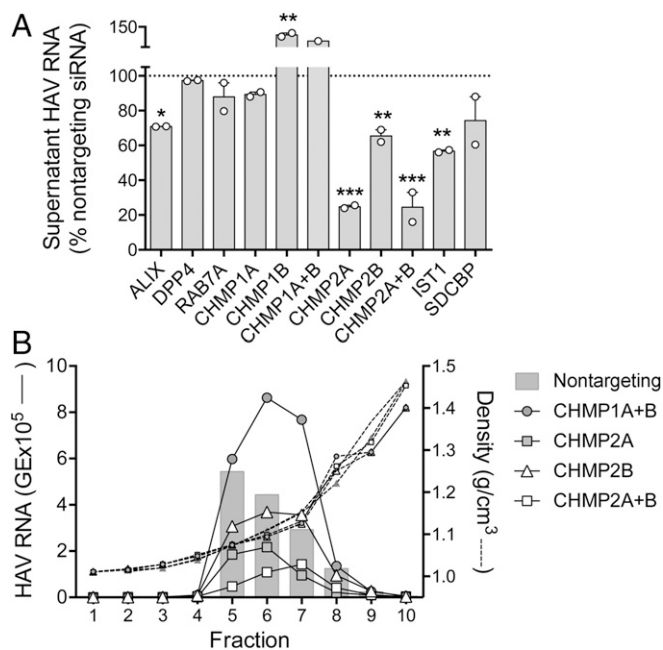 A
Supernatant HAV RNA
(% nontargeting siRNA)
150
100
80
60
40
20
0
*
**
***
**
***
**
ALIX
DPP4
RAB7A
CHMP1A
CHMP1B
CHMP1A+B
CHMP2A
CHMP2B
CHMP2A+B
IST1
SDCBP
B
HAV RNA (GEx10⁵ — )
10
8
6
4
2
0
1 2 3 4 5 6 7 8 9 10
Fraction
1.5
1.4
1.3
1.2
1.1
1.0
Density (g/cm³ ----)
Nontargeting
CHMP1A+B
CHMP2A
CHMP2B
CHMP2A+B